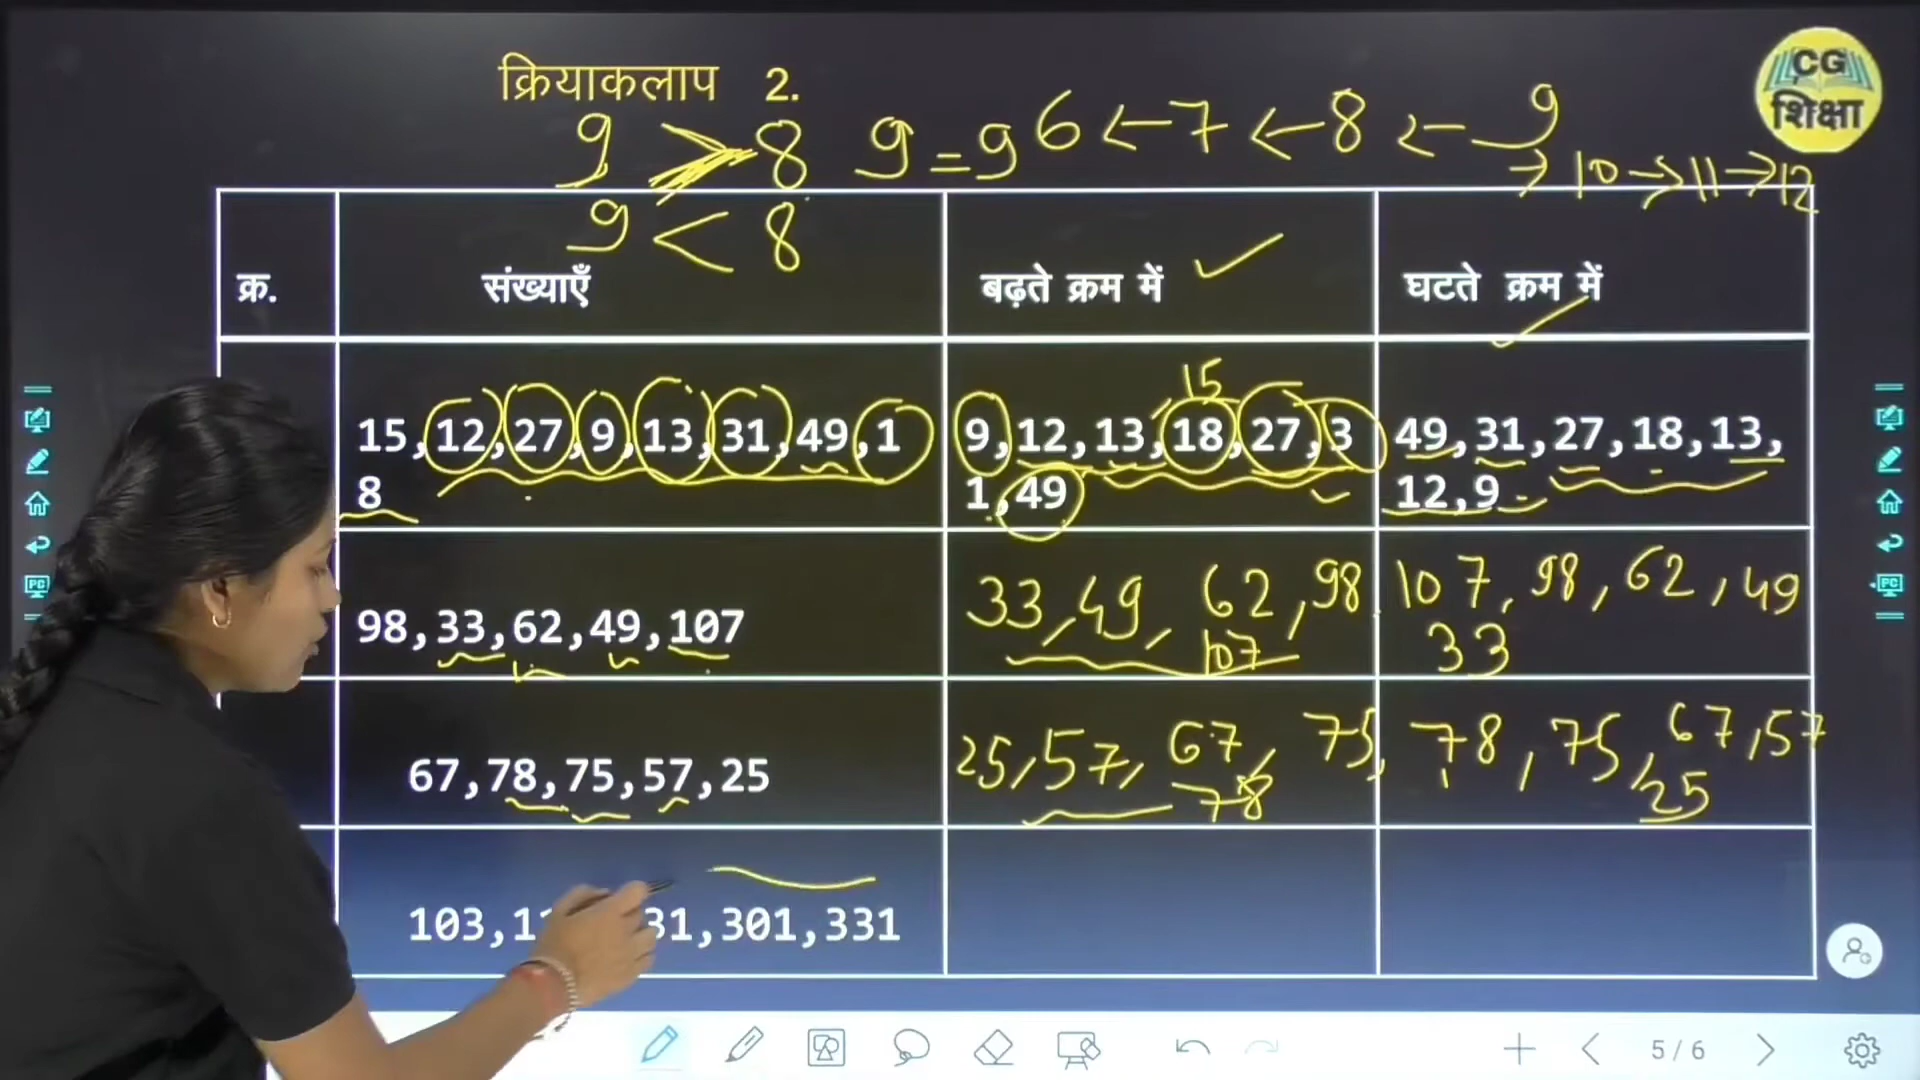 क्रियाकलाप 2.
CG
शिक्षा
9 > 8 9 = 9 6 ← 7 ← 8 ← 9
→ 10 → 11 → 12
9 < 8
क्र. संख्याएँ बढ़ते क्रम में घटते क्रम में
15
15,12,27,9,13,31,49,1 9,12,13,18,27,3 49,31,27,18,13,
8 1,49 12,9
98,33,62,49,107 33,49, 62,98, 107, 98, 62, 49
107 33
67,78,75,57,25 25,57, 67, 75, 78, 75, 67,57
78 25
103, 31,301,331
PC
PC
5/6